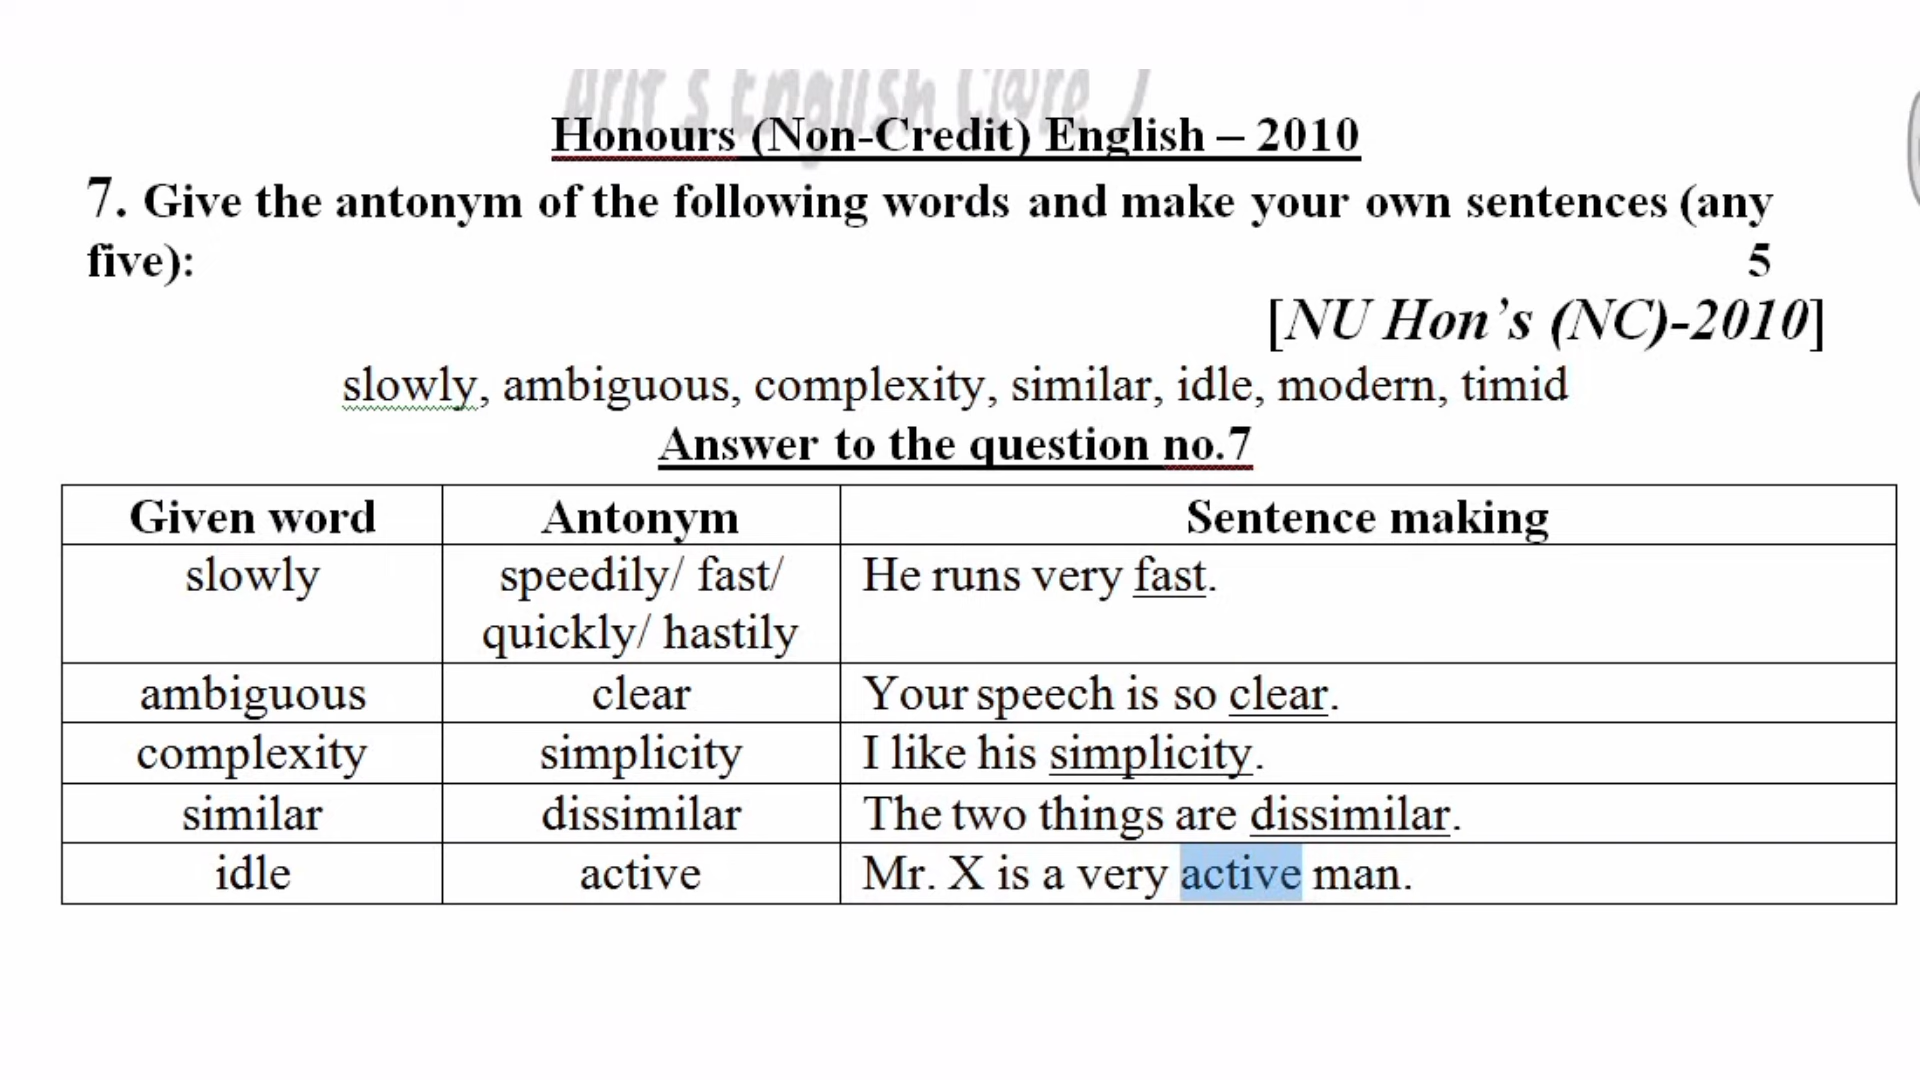 Honours (Non-Credit) English – 2010
7. Give the antonym of the following words and make your own sentences (any
five): 5
[NU Hon’s (NC)-2010]
slowly, ambiguous, complexity, similar, idle, modern, timid
Answer to the question no.7
Given word Antonym Sentence making
slowly speedily/ fast/ He runs very fast.
quickly/ hastily
ambiguous clear Your speech is so clear.
complexity simplicity I like his simplicity.
similar dissimilar The two things are dissimilar.
idle active Mr. X is a very active man.